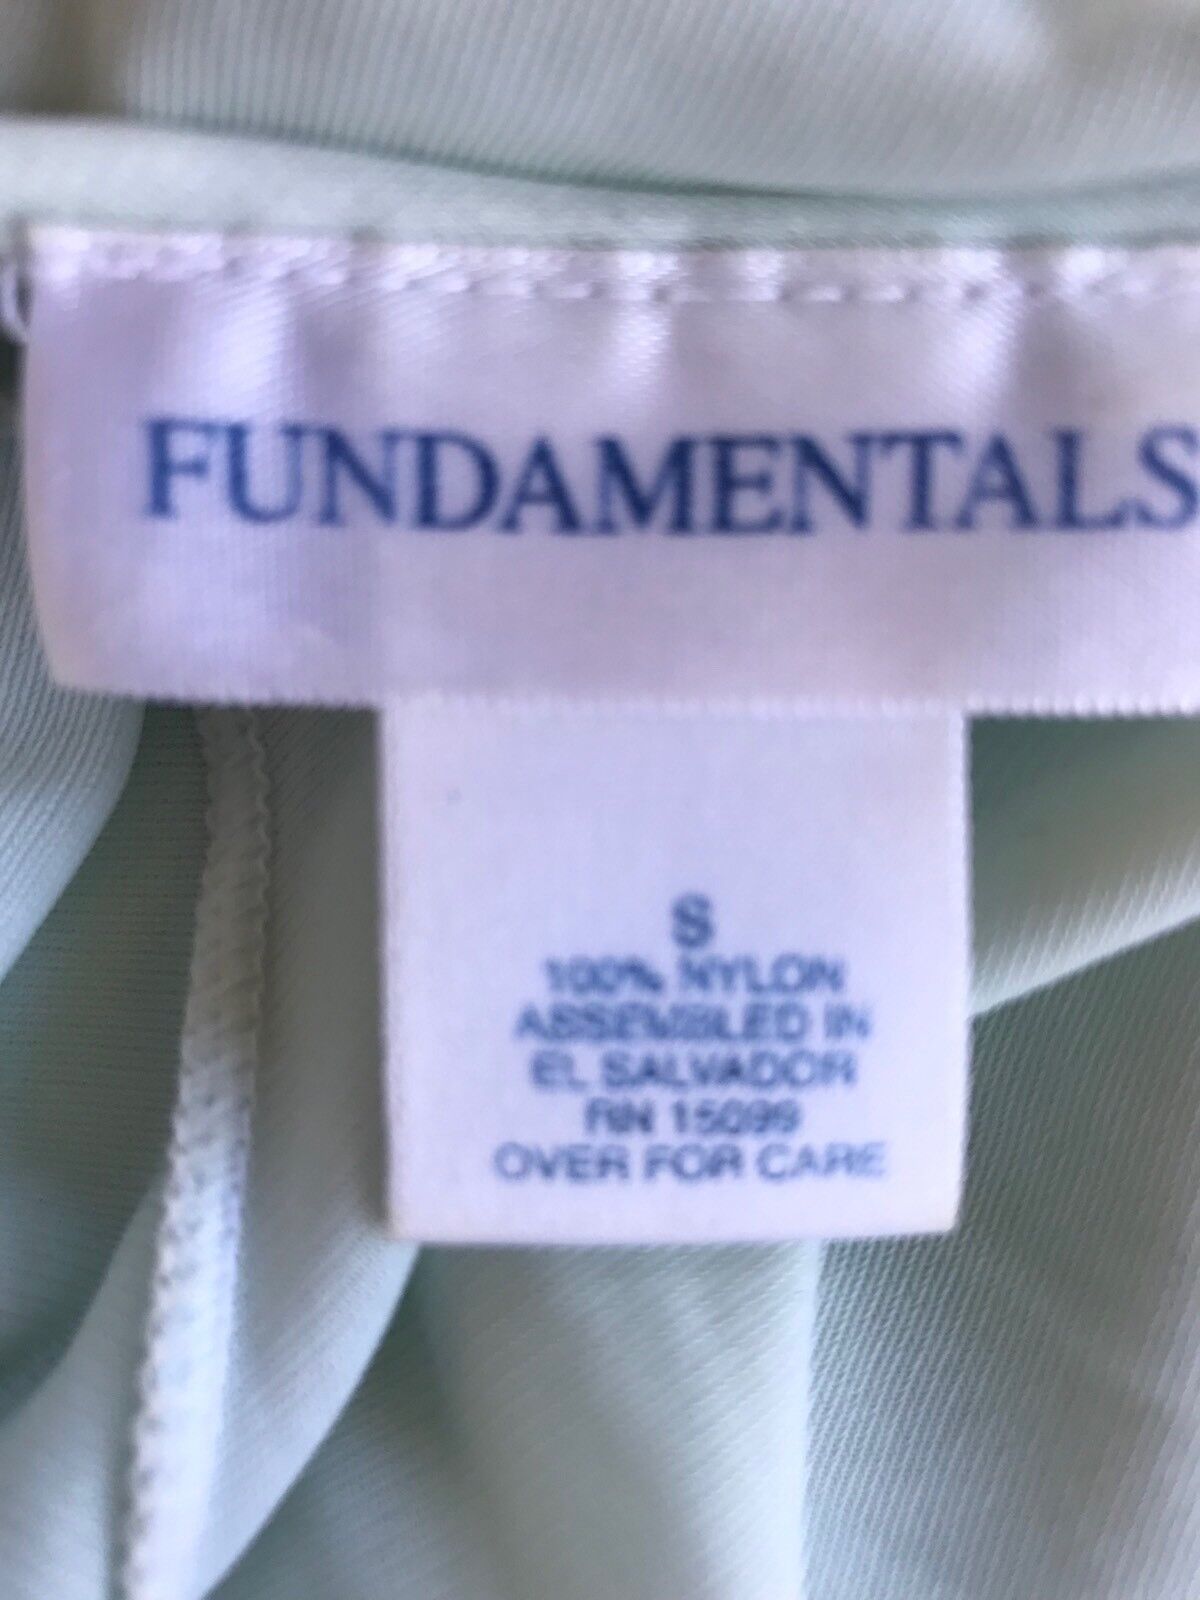 FUNDAMENTALS
S
100% NYLON
ASSEMBLED IN
EL SALVADOR
RN 15099
OVER FOR CARE